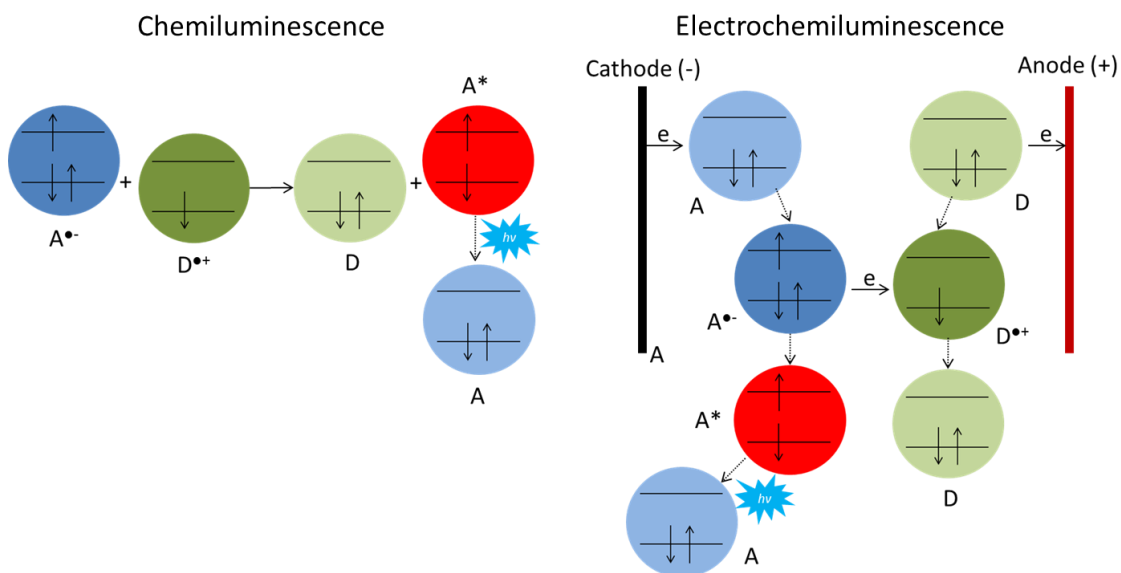 Chemiluminescence
A*
A●-
+
D●+
D
+
hν
A
Electrochemiluminescence
Cathode (-)
Anode (+)
e
e
A
D
A●-
e
D●+
A
A*
hν
D
A